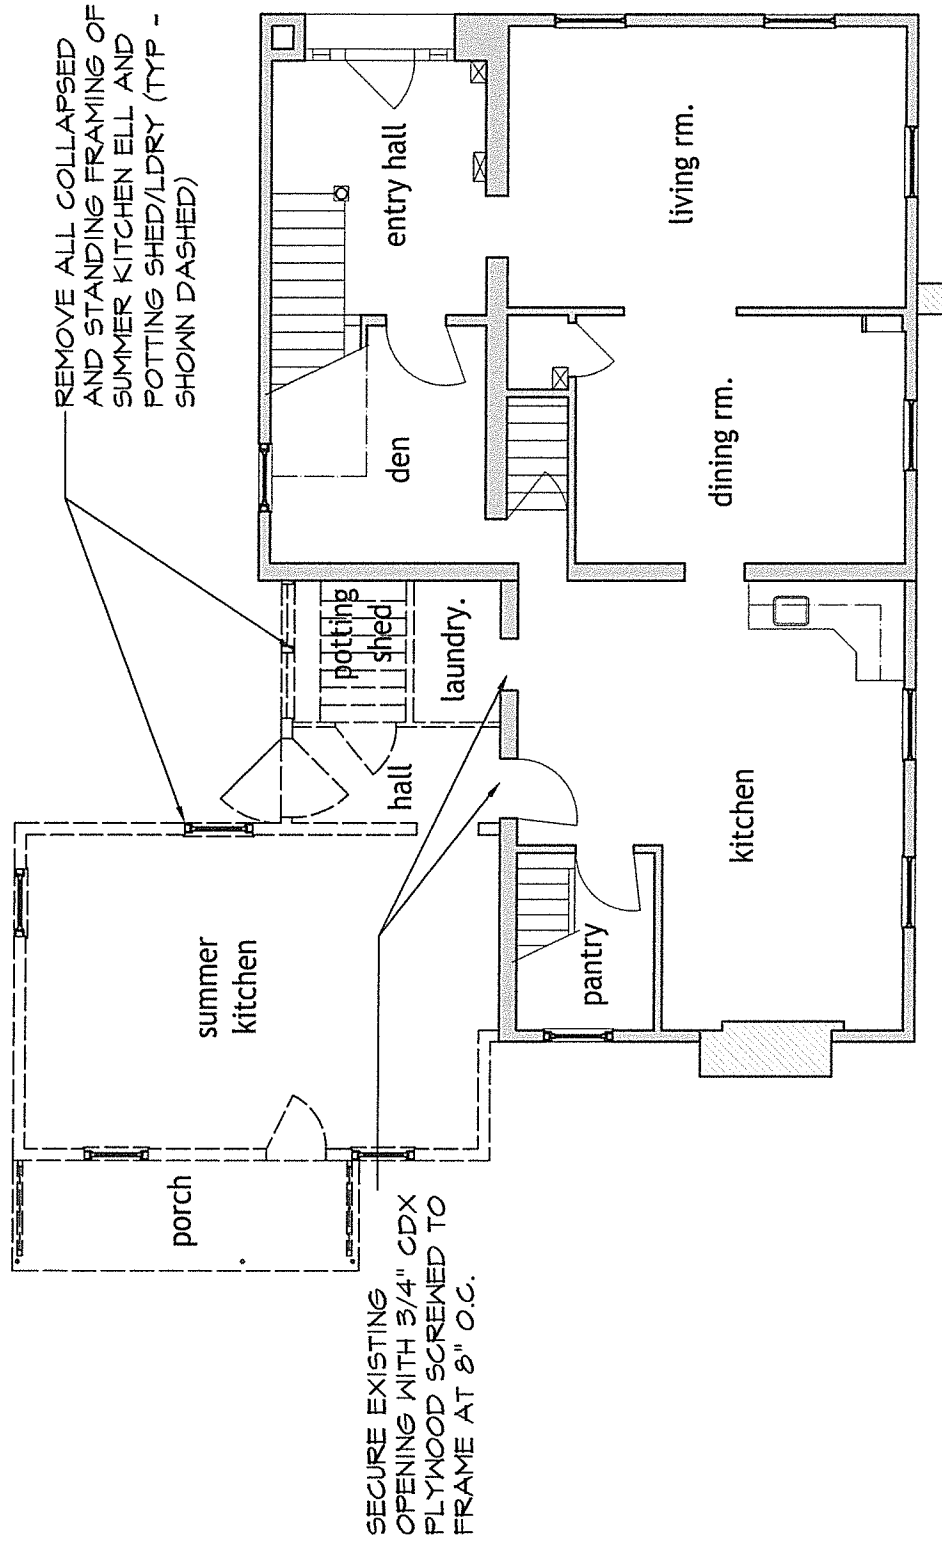 REMOVE ALL COLLAPSED
AND STANDING FRAMING OF
SUMMER KITCHEN ELL AND
POTTING SHED/LDRY (TYP -
SHOWN DASHED)
entry hall
living rm.
den
dining rm.
potting
shed
laundry.
hall
kitchen
summer
kitchen
pantry
porch
SECURE EXISTING
OPENING WITH 3/4" CDX
PLYWOOD SCREWED TO
FRAME AT 8" O.C.